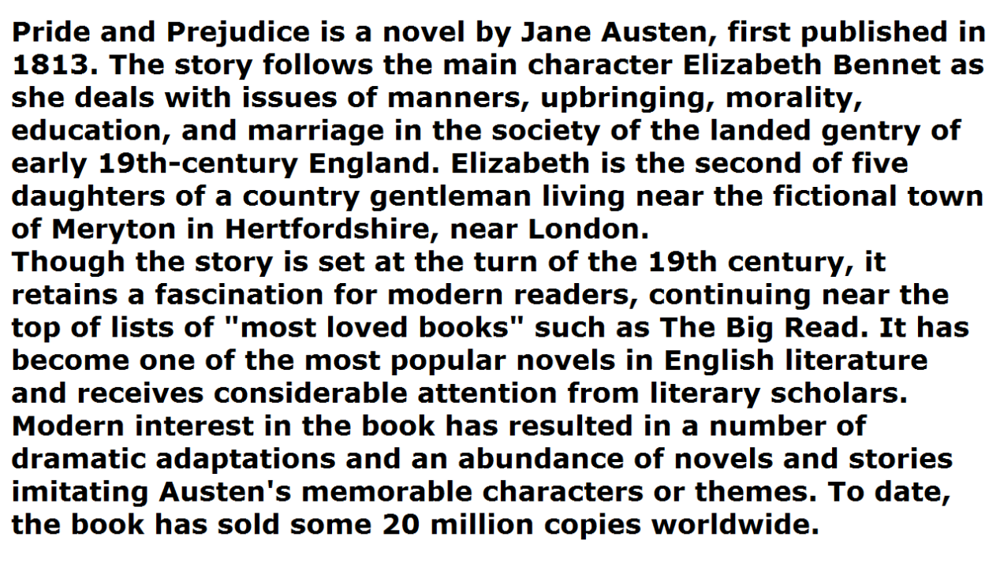 Pride and Prejudice is a novel by Jane Austen, first published in
1813. The story follows the main character Elizabeth Bennet as
she deals with issues of manners, upbringing, morality,
education, and marriage in the society of the landed gentry of
early 19th-century England. Elizabeth is the second of five
daughters of a country gentleman living near the fictional town
of Meryton in Hertfordshire, near London.
Though the story is set at the turn of the 19th century, it
retains a fascination for modern readers, continuing near the
top of lists of "most loved books" such as The Big Read. It has
become one of the most popular novels in English literature
and receives considerable attention from literary scholars.
Modern interest in the book has resulted in a number of
dramatic adaptations and an abundance of novels and stories
imitating Austen's memorable characters or themes. To date,
the book has sold some 20 million copies worldwide.